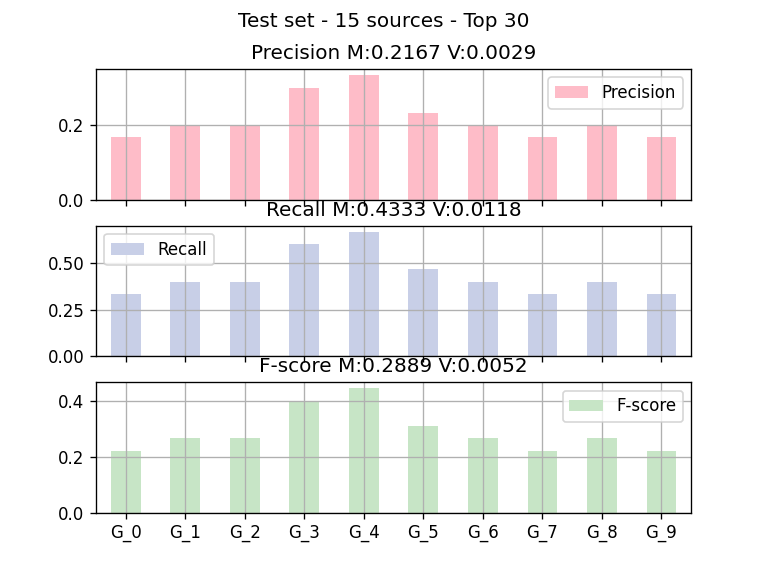 Test set - 15 sources - Top 30
Precision M:0.2167 V:0.0029
Precision
0.2
0.0
Recall M:0.4333 V:0.0118
Recall
0.50
0.25
0.00
F-score M:0.2889 V:0.0052
F-score
0.4
0.2
0.0
G_0 G_1 G_2 G_3 G_4 G_5 G_6 G_7 G_8 G_9